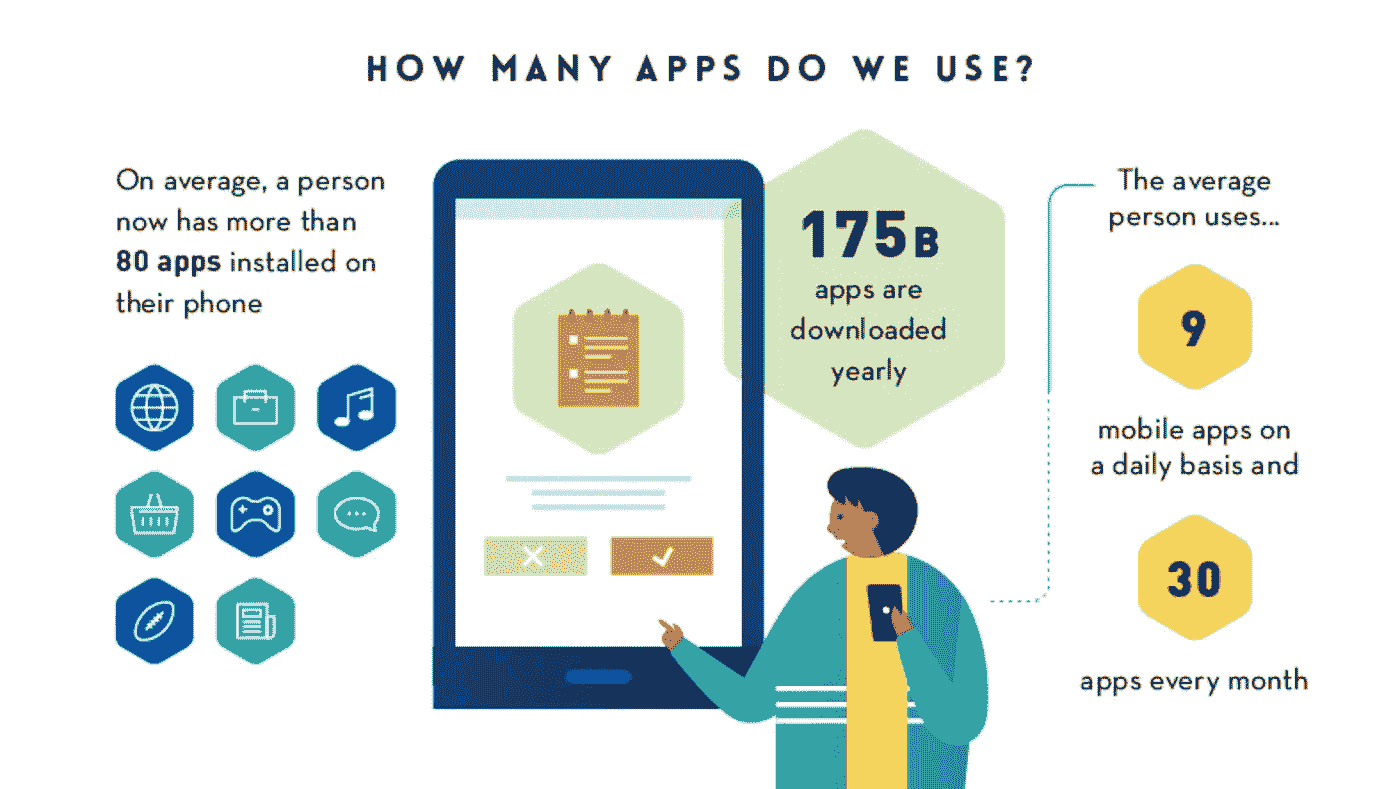 HOW MANY APPS DO WE USE?
On average, a person
now has more than
80 apps installed on
their phone
175B
apps are
downloaded
yearly
The average
person uses...
9
mobile apps on
a daily basis and
30
apps every month